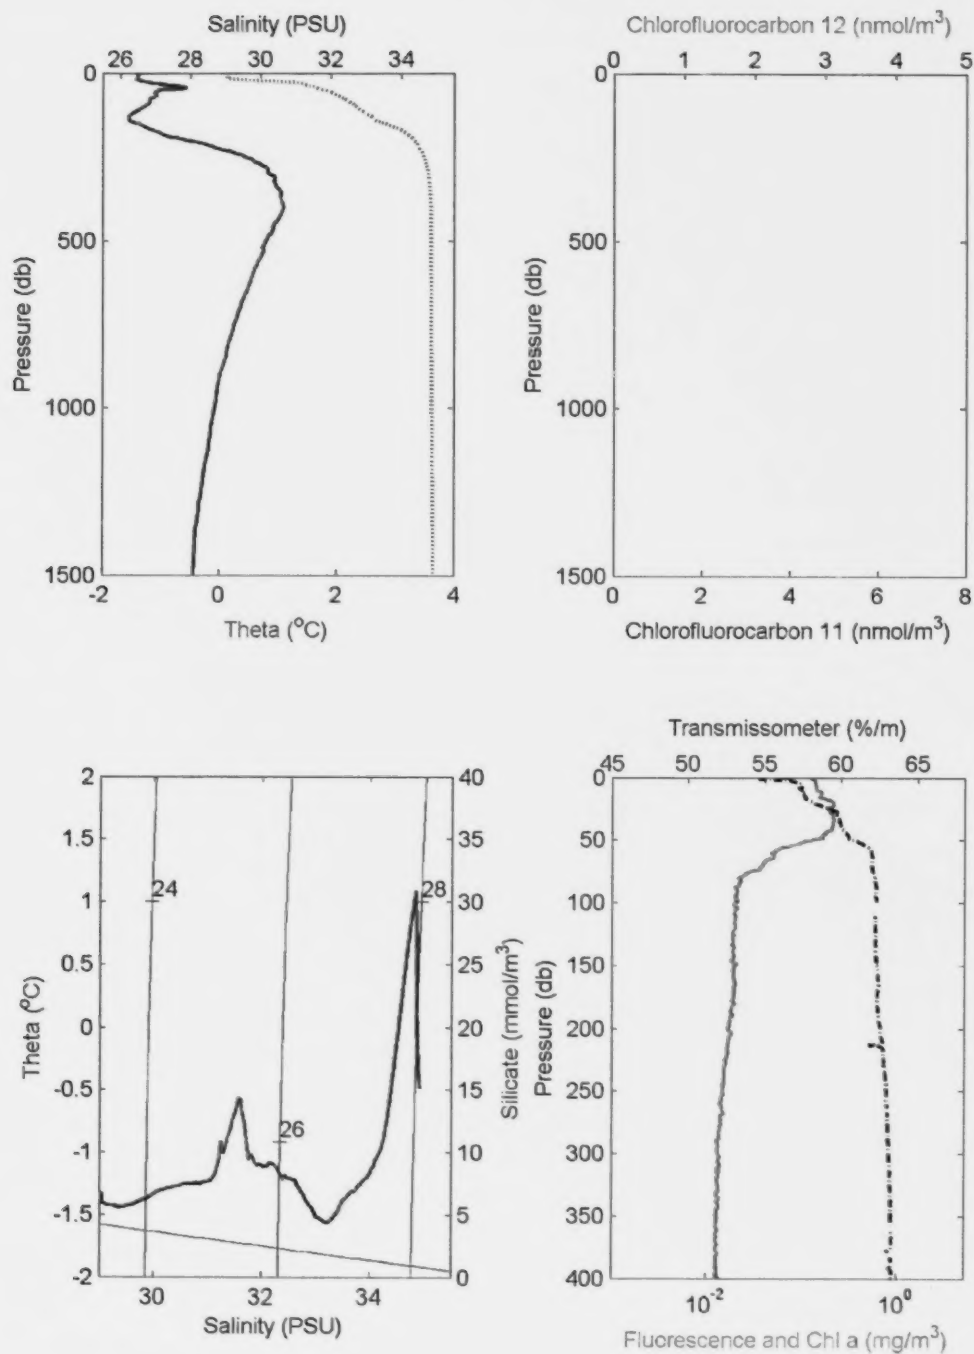 Salinity (PSU)
26 28 30 32 34
0
500
1000
1500
Pressure (db)
-2 0 2 4
Theta (°C)
Chlorofluorocarbon 12 (nmol/m³)
0 1 2 3 4 5
0
500
1000
1500
Pressure (db)
0 2 4 6 8
Chlorofluorocarbon 11 (nmol/m³)
2
1.5
1
0.5
0
-0.5
-1
-1.5
-2
Theta (°C)
24
26
28
40
35
30
25
20
15
10
5
0
Silicate (mmol/m³)
30 32 34
Salinity (PSU)
Transmissometer (%/m)
45 50 55 60 65
0
50
100
150
200
250
300
350
400
Pressure (db)
10⁻² 10⁰
Fluorescence and Chl a (mg/m³)